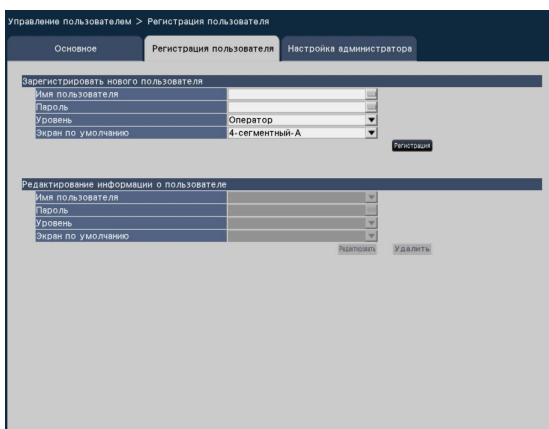 Управление пользователем > Регистрация пользователя
Основное Регистрация пользователя Настройка администратора
Зарегистрировать нового пользователя
Имя пользователя
Пароль
Уровень Оператор
Экран по умолчанию 4-сегментный-А
Регистрация
Редактирование информации о пользователе
Имя пользователя
Пароль
Уровень
Экран по умолчанию
Редактировать Удалить